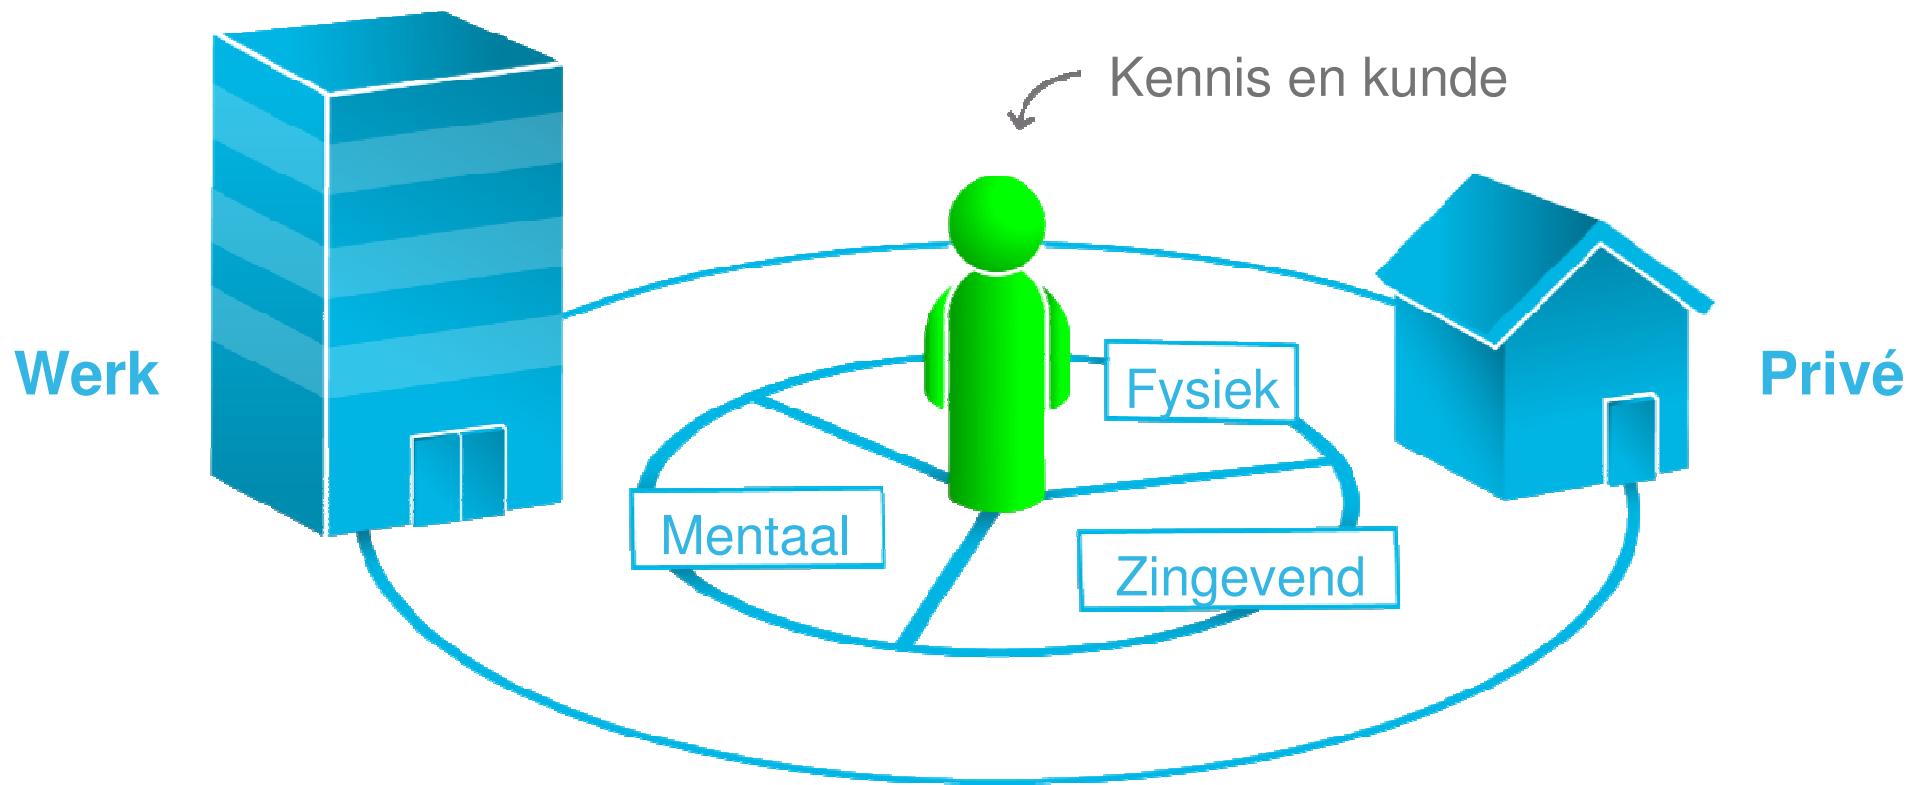 Kennis en kunde
Werk
Privé
Fysiek
Mentaal
Zingevend